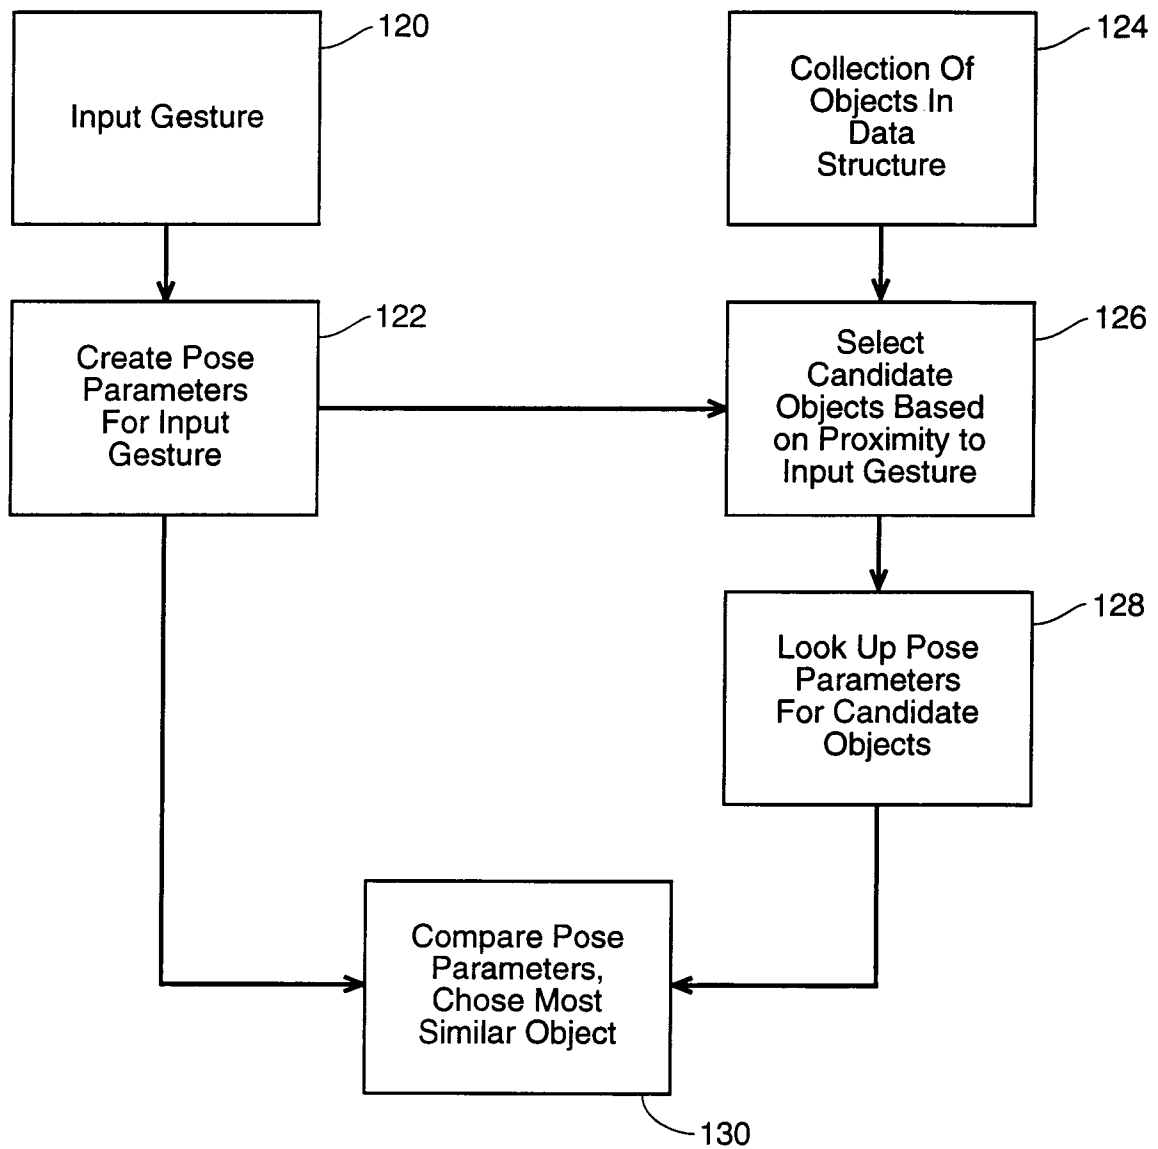 120
Input Gesture
124
Collection Of
Objects In
Data
Structure
122
Create Pose
Parameters
For Input
Gesture
126
Select
Candidate
Objects Based
on Proximity to
Input Gesture
128
Look Up Pose
Parameters
For Candidate
Objects
Compare Pose
Parameters,
Chose Most
Similar Object
130